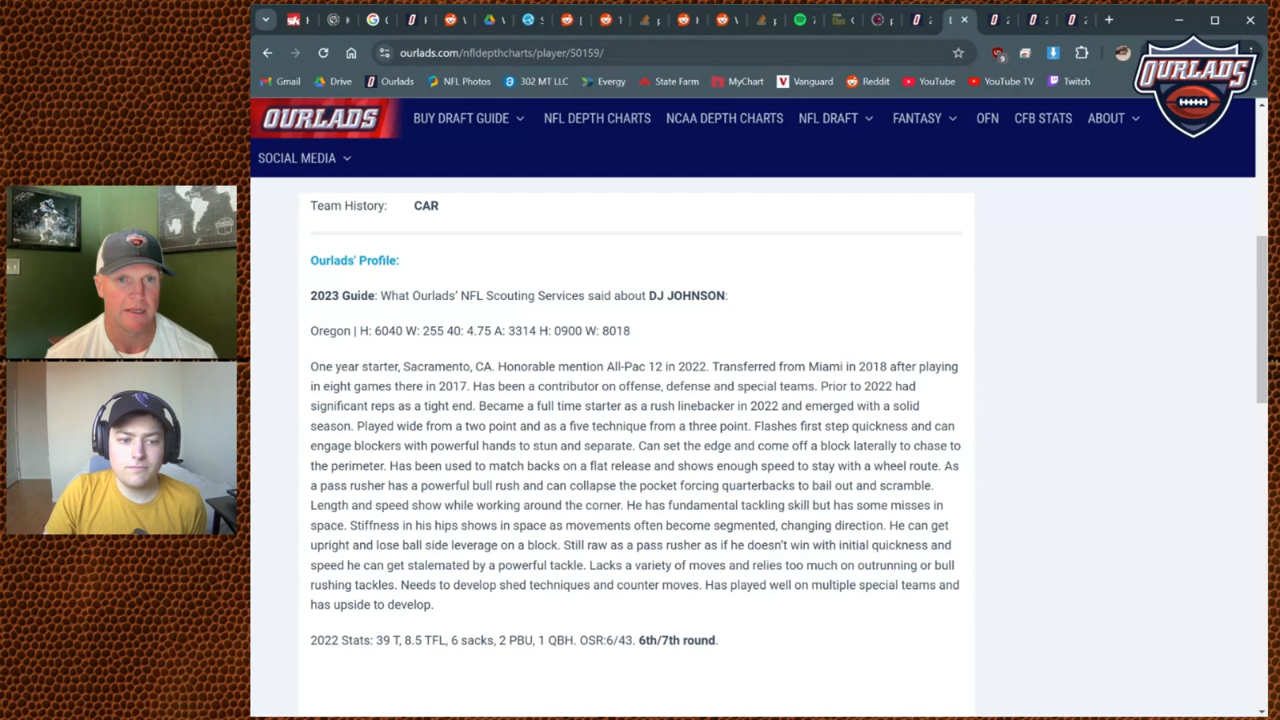 ourlads.com/nfldepthcharts/player/50159/
Gmail Drive Ourlads NFL Photos 302 MT LLC Evergy State Farm MyChart Vanguard Reddit YouTube YouTube TV Twitch
OURLADS
OURLADS BUY DRAFT GUIDE NFL DEPTH CHARTS NCAA DEPTH CHARTS NFL DRAFT FANTASY OFN CFB STATS ABOUT
SOCIAL MEDIA
Team History: CAR
Ourlads' Profile:
2023 Guide: What Ourlads' NFL Scouting Services said about DJ JOHNSON:
Oregon | H: 6040 W: 255 40: 4.75 A: 3314 H: 0900 W: 8018
One year starter, Sacramento, CA. Honorable mention All-Pac 12 in 2022. Transferred from Miami in 2018 after playing
in eight games there in 2017. Has been a contributor on offense, defense and special teams. Prior to 2022 had
significant reps as a tight end. Became a full time starter as a rush linebacker in 2022 and emerged with a solid
season. Played wide from a two point and as a five technique from a three point. Flashes first step quickness and can
engage blockers with powerful hands to stun and separate. Can set the edge and come off a block laterally to chase to
the perimeter. Has been used to match backs on a flat release and shows enough speed to stay with a wheel route. As
a pass rusher has a powerful bull rush and can collapse the pocket forcing quarterbacks to bail out and scramble.
Length and speed show while working around the corner. He has fundamental tackling skill but has some misses in
space. Stiffness in his hips shows in space as movements often become segmented, changing direction. He can get
upright and lose ball side leverage on a block. Still raw as a pass rusher as if he doesn't win with initial quickness and
speed he can get stalemated by a powerful tackle. Lacks a variety of moves and relies too much on outrunning or bull
rushing tackles. Needs to develop shed techniques and counter moves. Has played well on multiple special teams and
has upside to develop.
2022 Stats: 39 T, 8.5 TFL, 6 sacks, 2 PBU, 1 QBH. OSR:6/43. 6th/7th round.